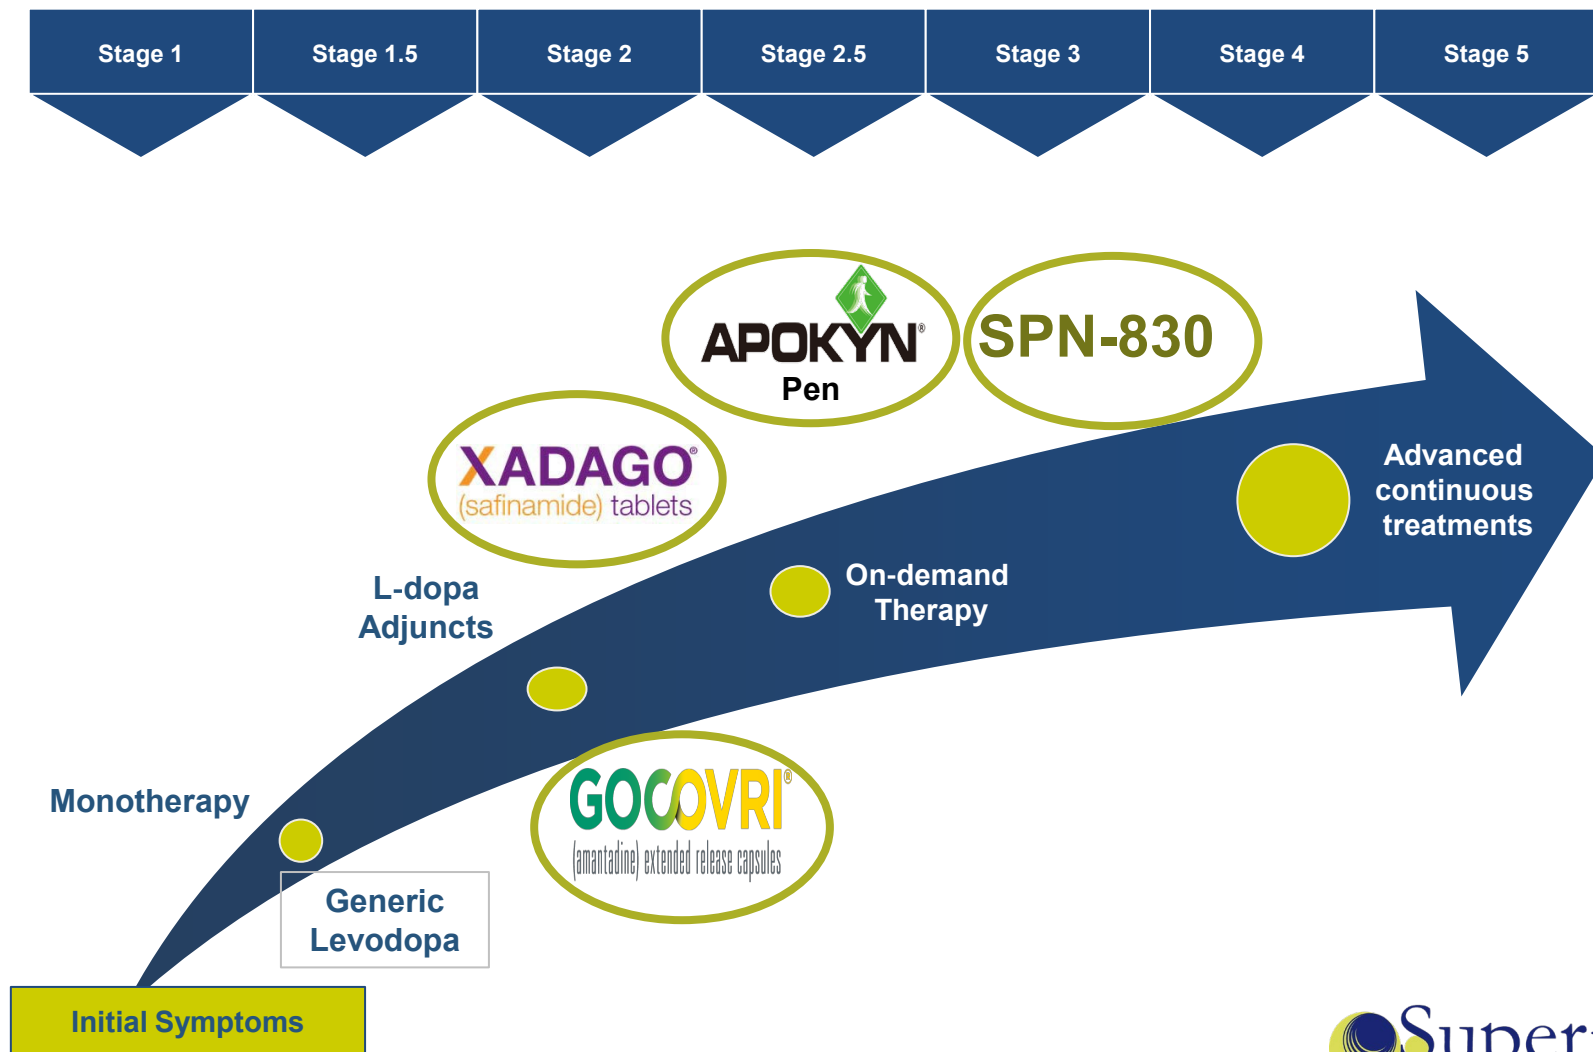 Stage 1
Stage 1.5
Stage 2
Stage 2.5
Stage 3
Stage 4
Stage 5
APOKYN®
Pen
SPN-830
XADAGO®
(safinamide) tablets
Advanced
continuous
treatments
On-demand
Therapy
L-dopa
Adjuncts
GOCOVRI®
(amantadine) extended release capsules
Monotherapy
Generic
Levodopa
Initial Symptoms